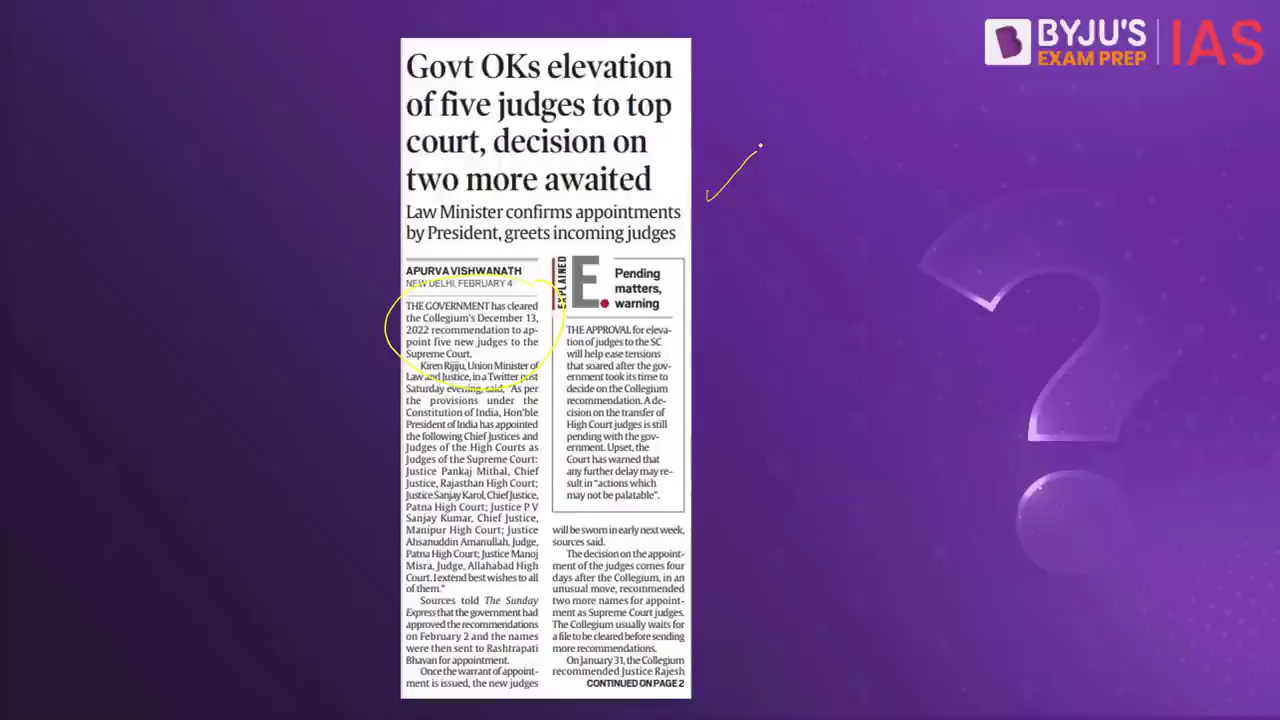 BYJU'S
EXAM PREP
IAS
Govt OKs elevation
of five judges to top
court, decision on
two more awaited
Law Minister confirms appointments
by President, greets incoming judges
APURVA VISHWANATH
NEW DELHI, FEBRUARY 4
THE GOVERNMENT has cleared
the Collegium's December 13,
2022 recommendation to ap-
point five new judges to the
Supreme Court.
Kiren Rijiju, Union Minister of
Law and Justice, in a Twitter post
Saturday evening, said, "As per
the provisions under the
Constitution of India, Hon'ble
President of India has appointed
the following Chief Justices and
Judges of the High Courts as
Judges of the Supreme Court:
Justice Pankaj Mithal, Chief
Justice, Rajasthan High Court;
Justice Sanjay Karol, Chief Justice,
Patna High Court; Justice P V
Sanjay Kumar, Chief Justice,
Manipur High Court; Justice
Ahsanuddin Amanullah, Judge,
Patna High Court; Justice Manoj
Misra, Judge, Allahabad High
Court. I extend best wishes to all
of them."
Sources told The Sunday
Express that the government had
approved the recommendations
on February 2 and the names
were then sent to Rashtrapati
Bhavan for appointment.
Once the warrant of appoint-
ment is issued, the new judges
EXPLAINED
E.
Pending
matters,
warning
THE APPROVAL for eleva-
tion of judges to the SC
will help ease tensions
that soared after the gov-
ernment took its time to
decide on the Collegium
recommendation. A de-
cision on the transfer of
High Court judges is still
pending with the gov-
ernment. Upset, the
Court has warned that
any further delay may re-
sult in "actions which
may not be palatable".
will be sworn in early next week,
sources said.
The decision on the appoint-
ment of the judges comes four
days after the Collegium, in an
unusual move, recommended
two more names for appoint-
ment as Supreme Court judges.
The Collegium usually waits for
a file to be cleared before sending
more recommendations.
On January 31, the Collegium
recommended Justice Rajesh
CONTINUED ON PAGE 2